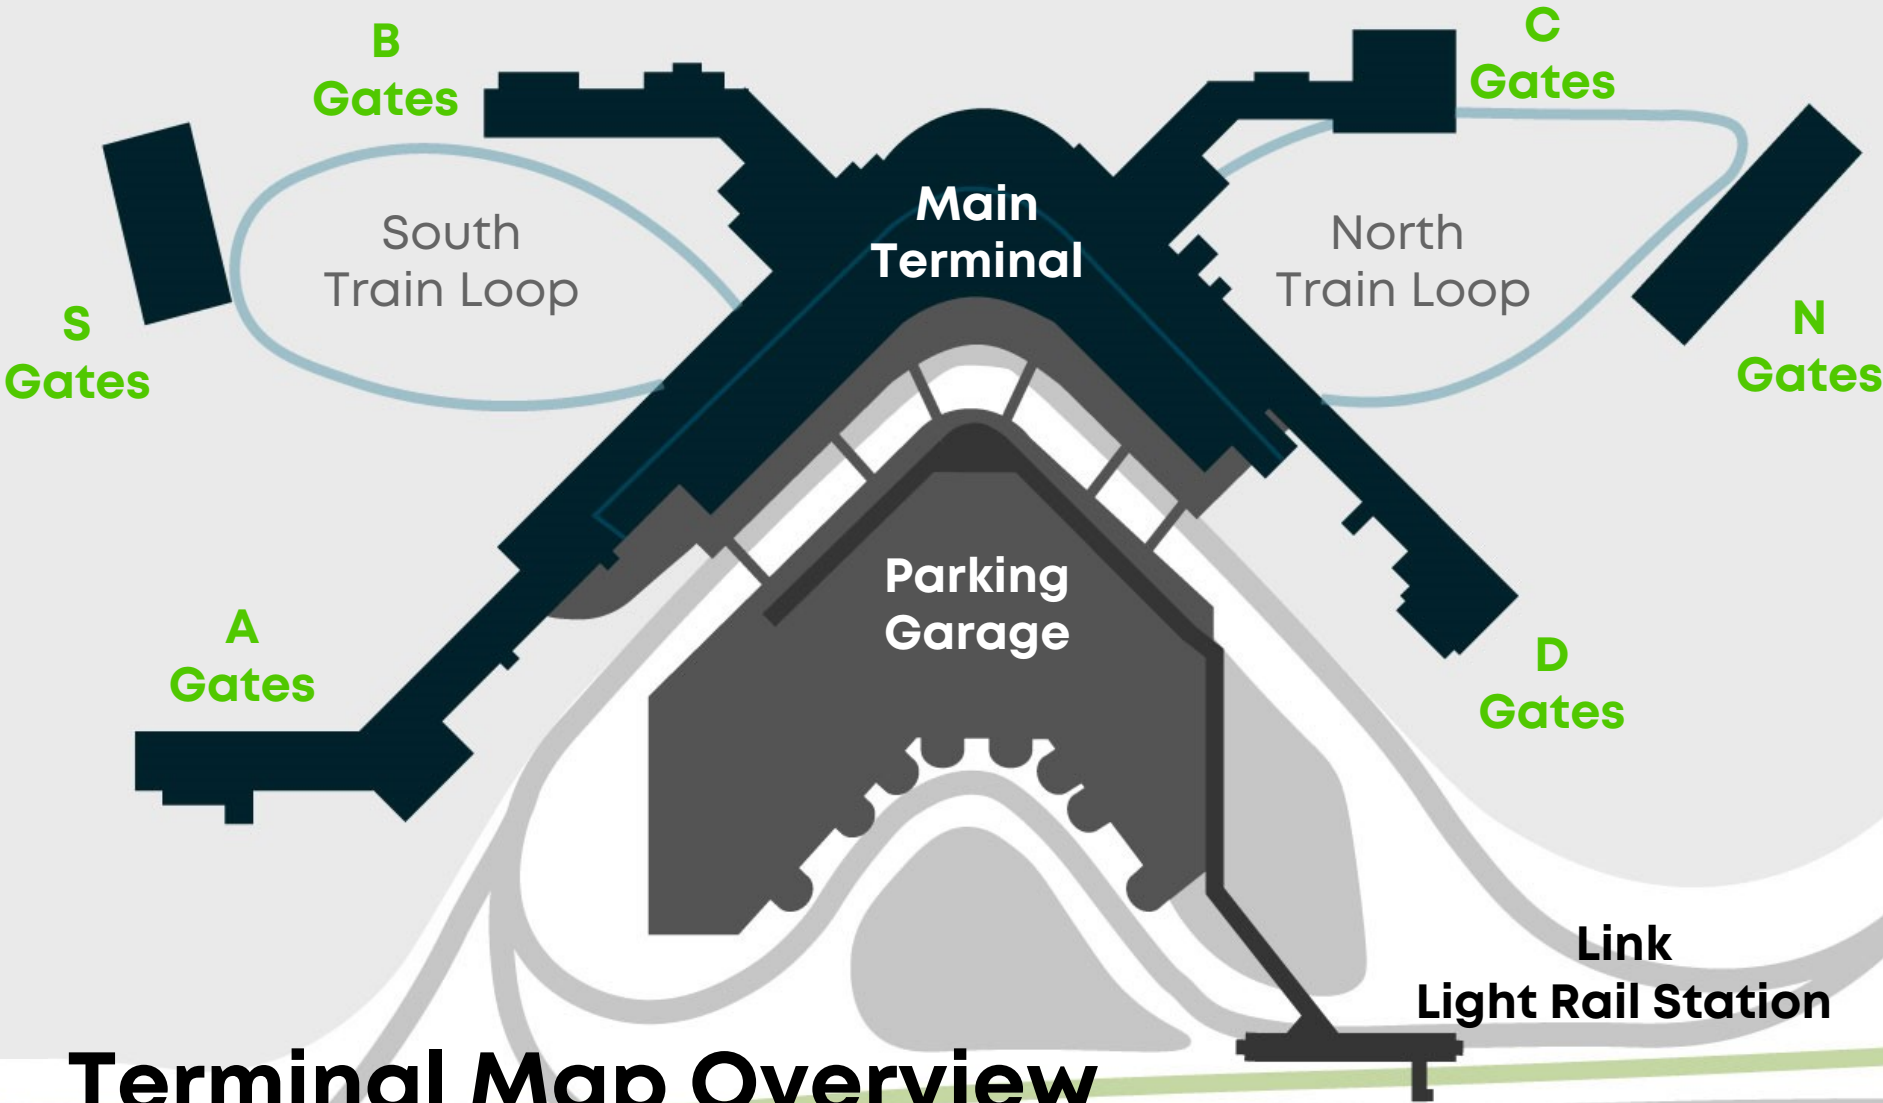 B
Gates
C
Gates
Main
Terminal
South
Train Loop
North
Train Loop
S
Gates
N
Gates
Parking
Garage
A
Gates
D
Gates
Link
Light Rail Station
Terminal Map Overview